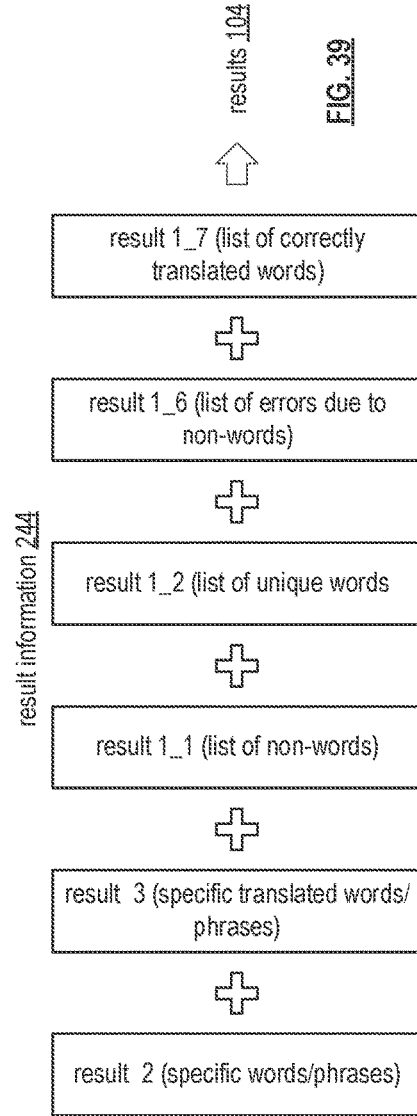 result information 244
result 2 (specific words/phrases)
result 3 (specific translated words/
phrases)
result 1_1 (list of non-words)
result 1_2 (list of unique words
result 1_6 (list of errors due to
non-words)
result 1_7 (list of correctly
translated words)
results 104
FIG. 39